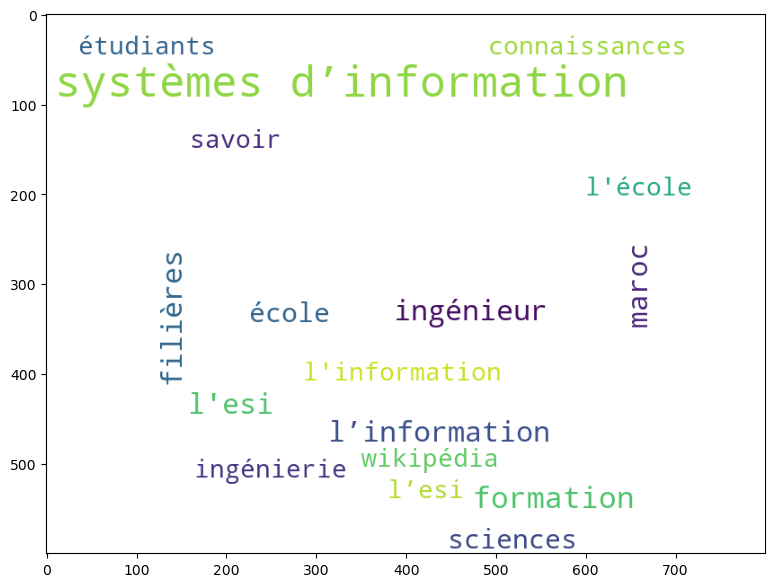 0
étudiants connaissances
systèmes d’information
100
savoir
l'école
200
filières
maroc
300
école ingénieur
l'information
400
l'esi
l’information
wikipédia
500
ingénierie
l’esi
formation
sciences
0 100 200 300 400 500 600 700